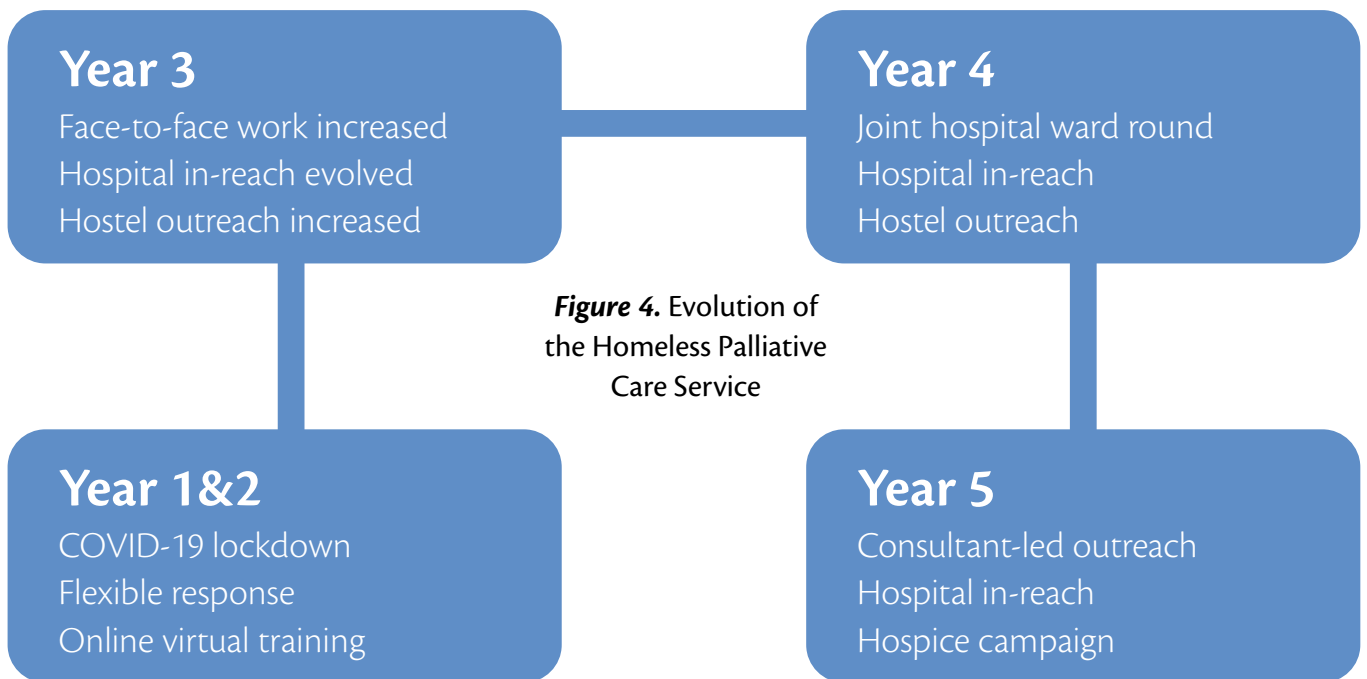 Year 3
Face-to-face work increased
Hospital in-reach evolved
Hostel outreach increased
Year 4
Joint hospital ward round
Hospital in-reach
Hostel outreach
Figure 4. Evolution of
the Homeless Palliative
Care Service
Year 1&2
COVID-19 lockdown
Flexible response
Online virtual training
Year 5
Consultant-led outreach
Hospital in-reach
Hospice campaign